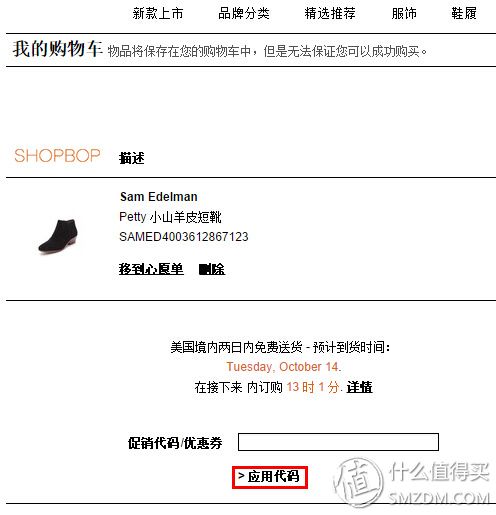 新款上市 品牌分类 精选推荐 服饰 鞋履
我的购物车 物品将保存在您的购物车中，但是无法保证您可以成功购买。
SHOPBOP 描述
Sam Edelman
Petty 小山羊皮短靴
SAMED4003612867123
移到心愿单 删除
美国境内两日内免费送货 - 预计到货时间：
Tuesday, October 14.
在接下来 内订购 13 时 1 分. 详情
促销代码/优惠券
> 应用代码
值 什么值得买
SMZDM.COM